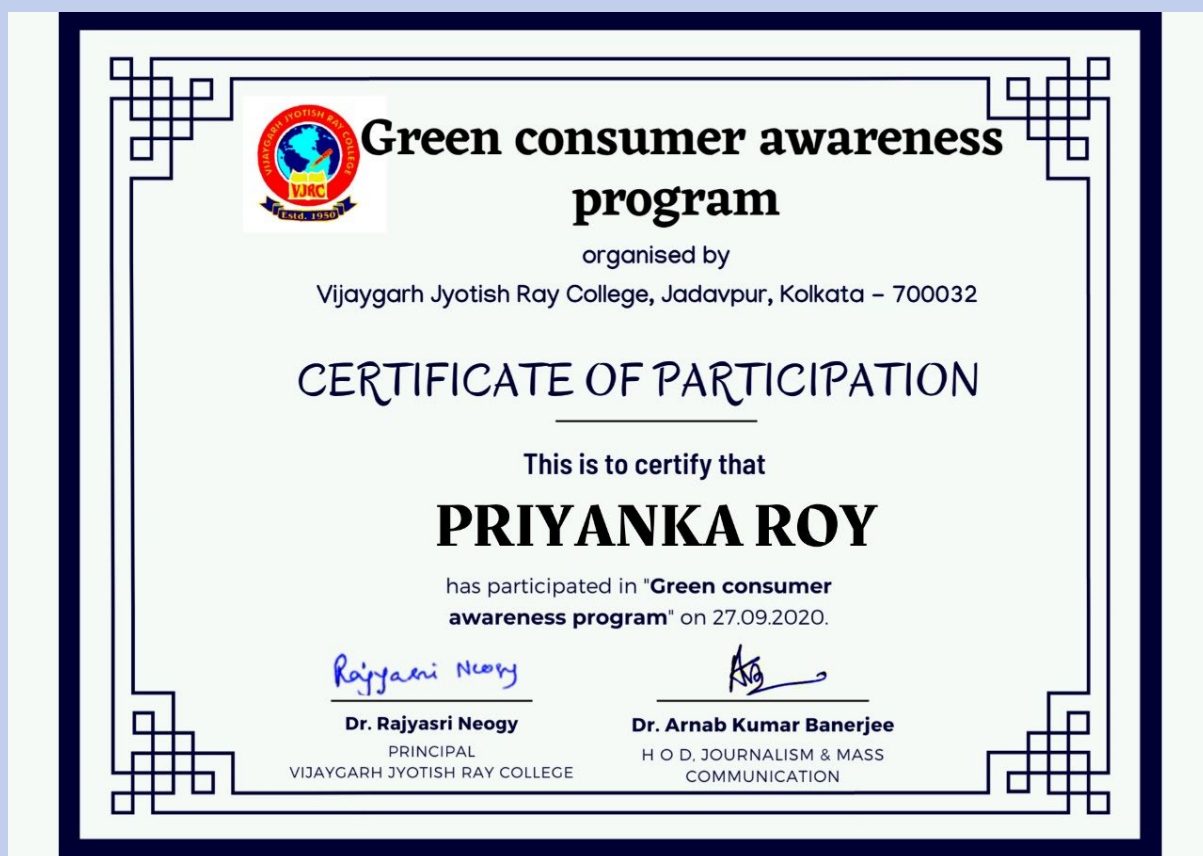 VIJAYGARH JYOTISH RAY COLLEGE
VJRC
Estd. 1950
Green consumer awareness
program
organised by
Vijaygarh Jyotish Ray College, Jadavpur, Kolkata – 700032
CERTIFICATE OF PARTICIPATION
This is to certify that
PRIYANKA ROY
has participated in "Green consumer
awareness program" on 27.09.2020.
Rajyasri Neogy
Dr. Rajyasri Neogy
PRINCIPAL
VIJAYGARH JYOTISH RAY COLLEGE
Dr. Arnab Kumar Banerjee
H O D, JOURNALISM & MASS
COMMUNICATION